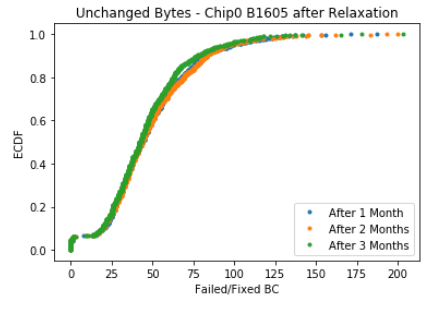 Unchanged Bytes - Chip0 B1605 after Relaxation
1.0
0.8
0.6
0.4
0.2
0.0
ECDF
After 1 Month
After 2 Months
After 3 Months
0 25 50 75 100 125 150 175 200
Failed/Fixed BC